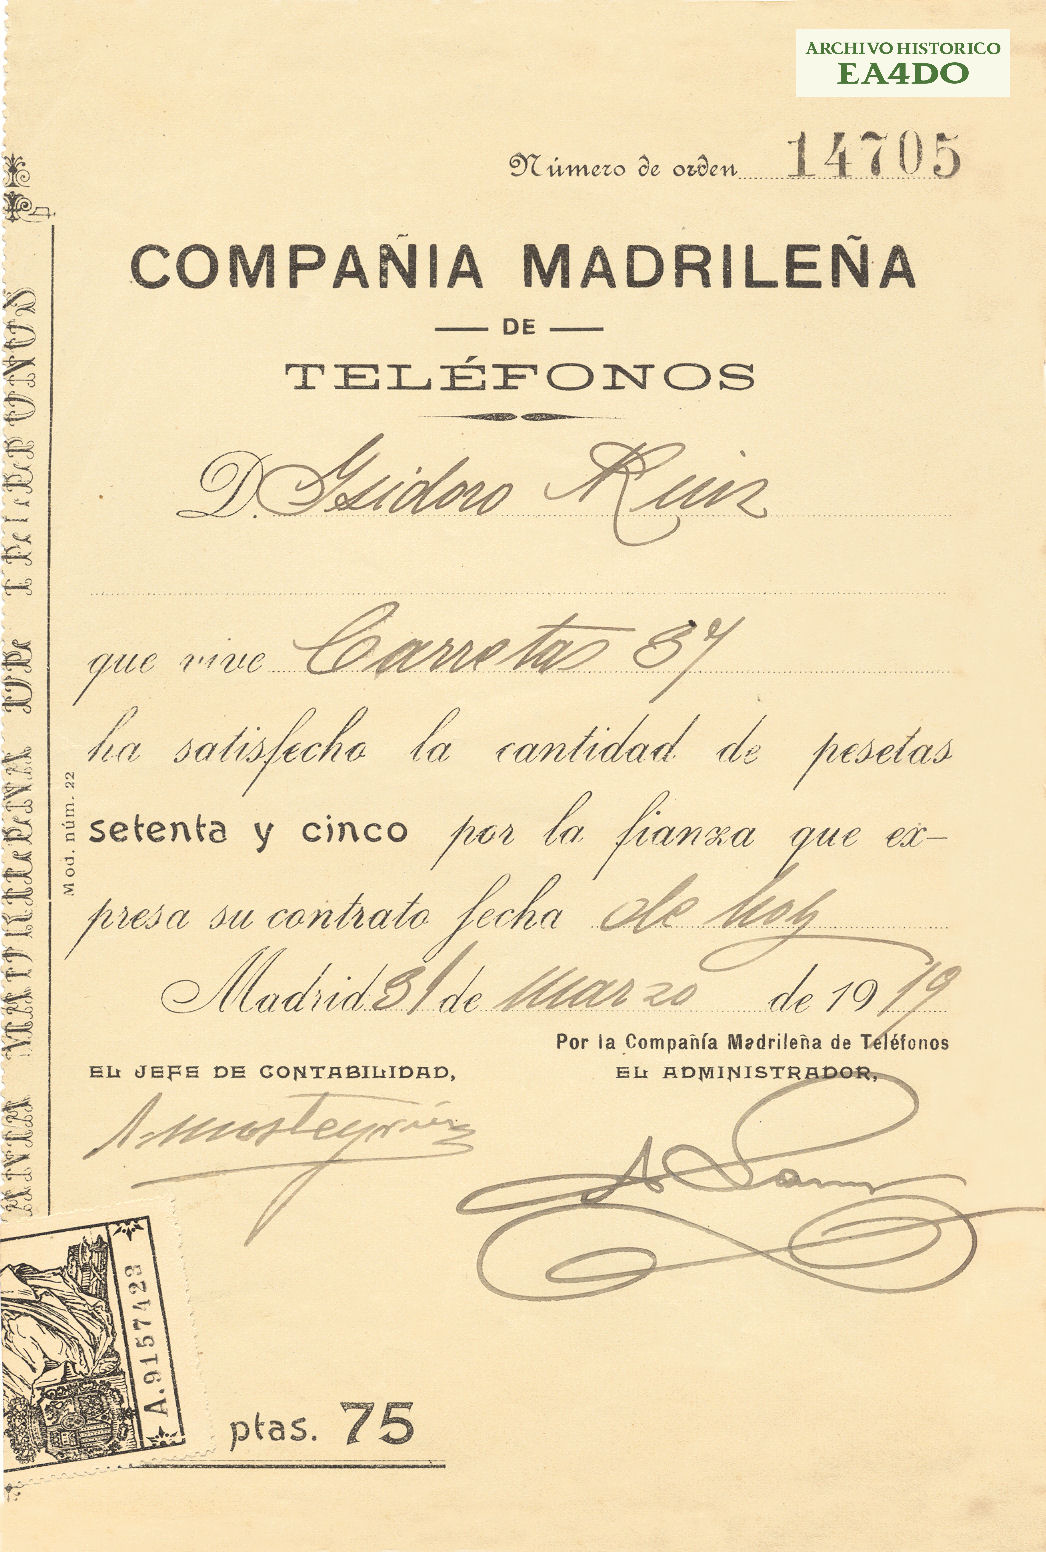 ARCHIVO HISTORICO
EA4DO
Número de orden 14705
COMPAÑIA MADRILEÑA
DE
TELÉFONOS
D. Isidoro Ruiz
que vive Carretas 37
ha satisfecho la cantidad de pesetas
setenta y cinco por la fianza que ex-
presa su contrato fecha de hoy
Madrid 31 de marzo de 1919
Por la Compañía Madrileña de Teléfonos
EL JEFE DE CONTABILIDAD,
EL ADMINISTRADOR,
Mod. núm. 22
A.9157423
ptas. 75